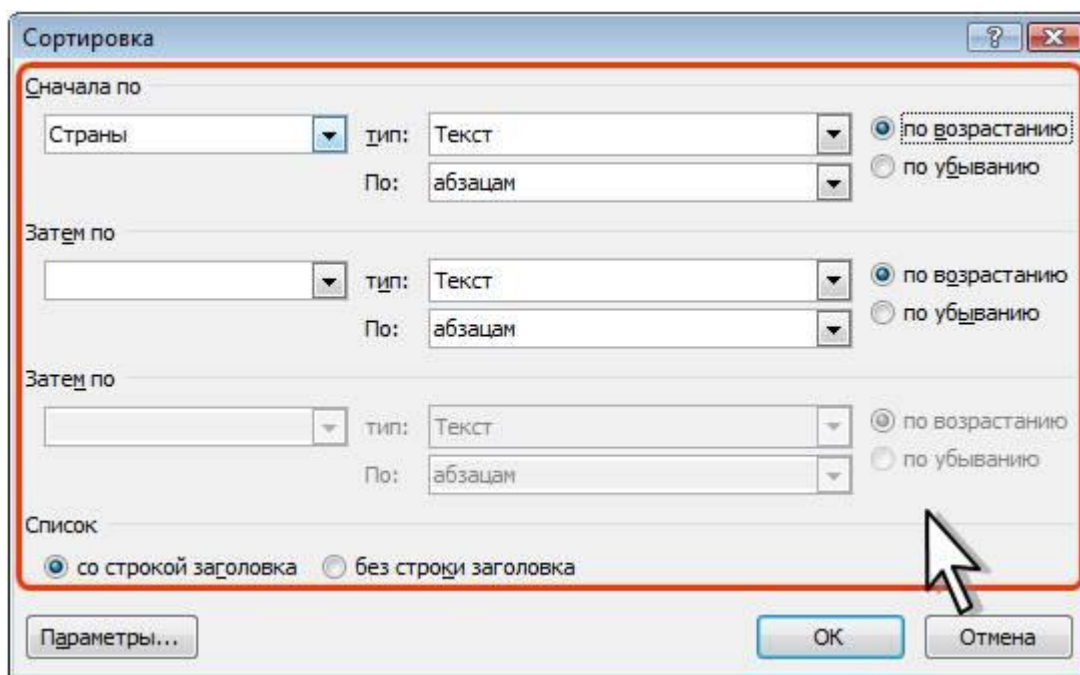 Сортировка
Сначала по
Страны тип: Текст по возрастанию
По: абзацам по убыванию
Затем по
тип: Текст по возрастанию
По: абзацам по убыванию
Затем по
тип: Текст по возрастанию
По: абзацам по убыванию
Список
со строкой заголовка без строки заголовка
Параметры... ОК Отмена